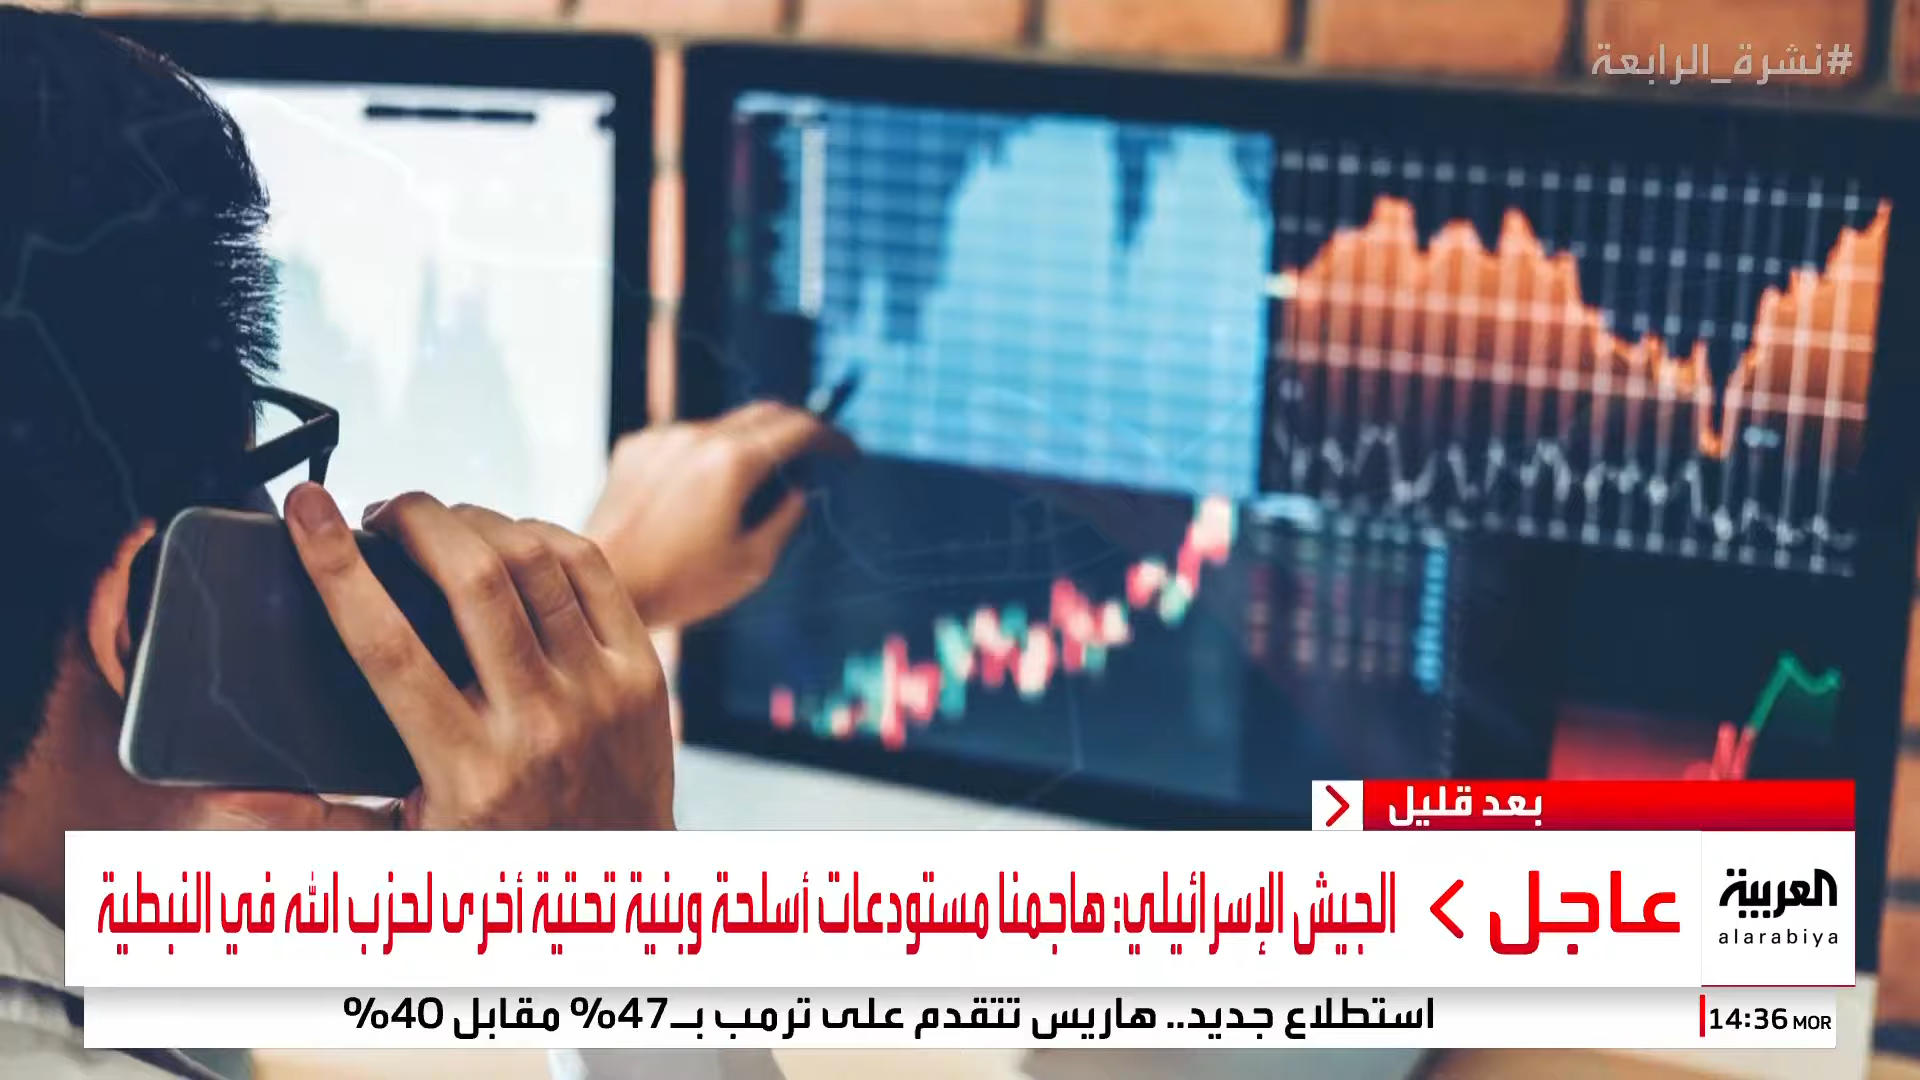 #نشرة_الرابعة
بعد قليل
العربية
alarabiya
عاجل
الجيش الإسرائيلي: هاجمنا مستودعات أسلحة وبنية تحتية أخرى لحزب الله في النبطية
14:36 MOR
استطلاع جديد.. هاريس تتقدم على ترمب بـ47% مقابل 40%